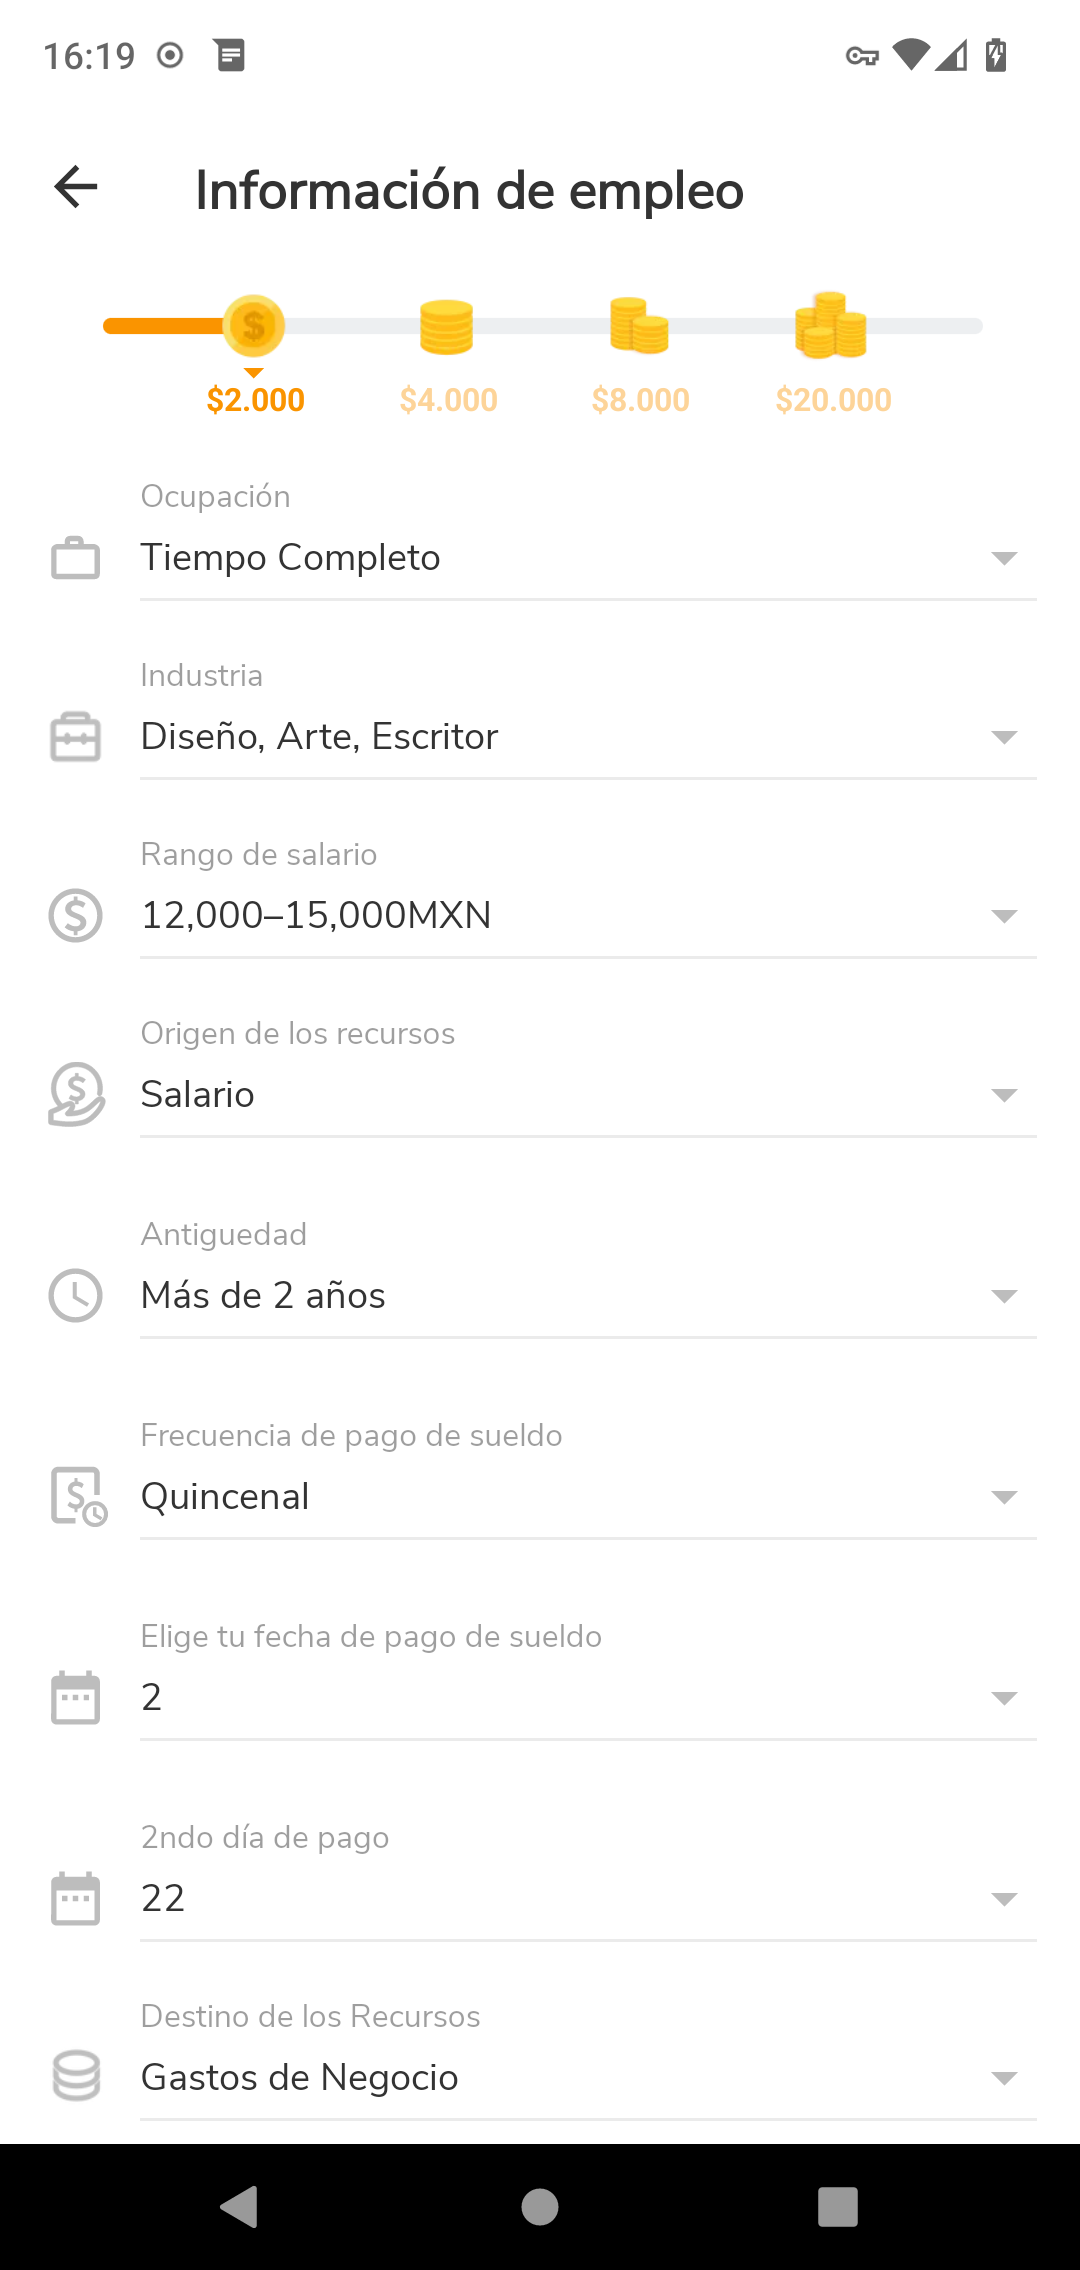 16:19
Información de empleo
$2.000 $4.000 $8.000 $20.000
Ocupación
Tiempo Completo
Industria
Diseño, Arte, Escritor
Rango de salario
12,000–15,000MXN
Origen de los recursos
Salario
Antiguedad
Más de 2 años
Frecuencia de pago de sueldo
Quincenal
Elige tu fecha de pago de sueldo
2
2ndo día de pago
22
Destino de los Recursos
Gastos de Negocio